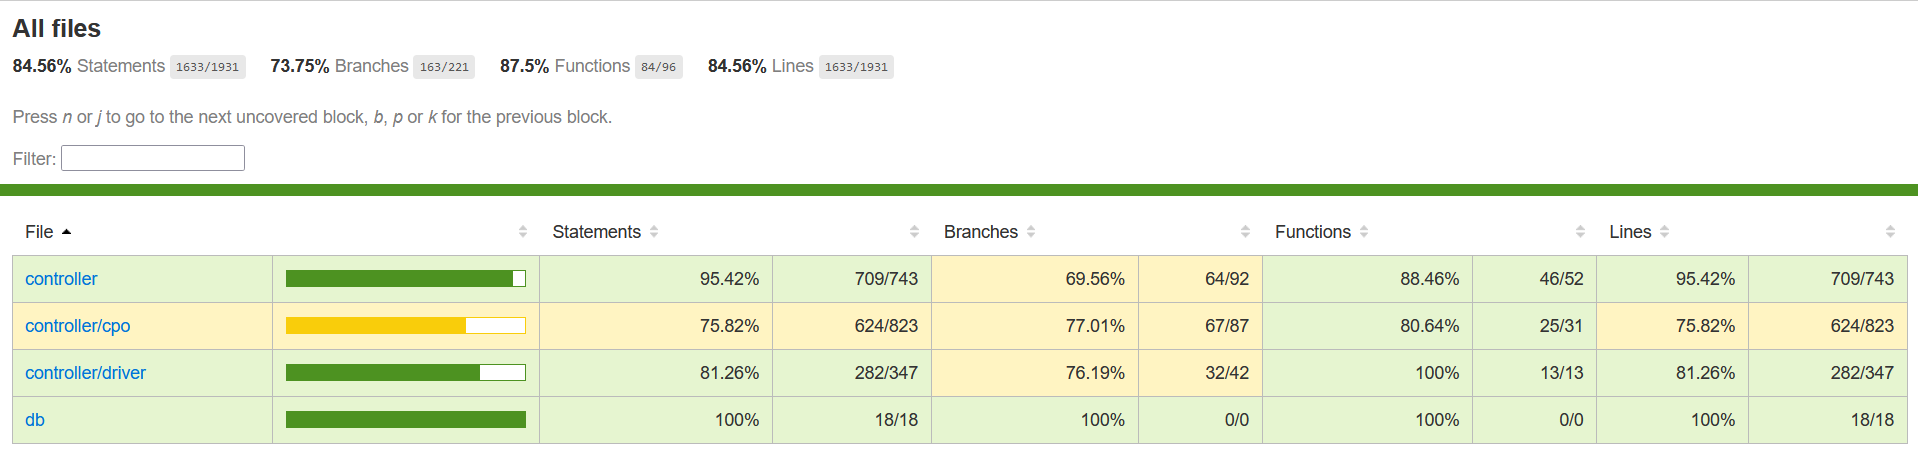 All files
84.56% Statements 1633/1931 73.75% Branches 163/221 87.5% Functions 84/96 84.56% Lines 1633/1931
Press n or j to go to the next uncovered block, b, p or k for the previous block.
Filter:
File Statements Branches Functions Lines
controller 95.42% 709/743 69.56% 64/92 88.46% 46/52 95.42% 709/743
controller/cpo 75.82% 624/823 77.01% 67/87 80.64% 25/31 75.82% 624/823
controller/driver 81.26% 282/347 76.19% 32/42 100% 13/13 81.26% 282/347
db 100% 18/18 100% 0/0 100% 0/0 100% 18/18